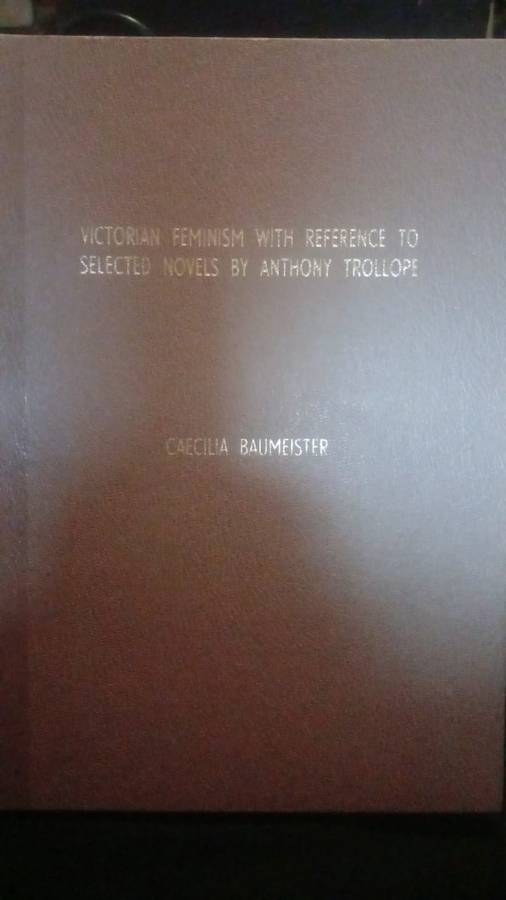 VICTORIAN FEMINISM WITH REFERENCE TO
SELECTED NOVELS BY ANTHONY TROLLOPE
CAECILIA BAUMEISTER